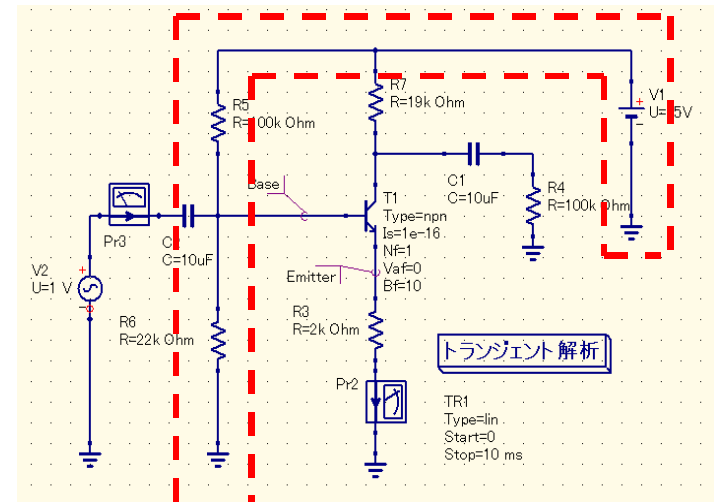 R7
R=19k Ohm
V1
R5
Base
C1
C=10uF
R4
R=100k Ohm
T1
Type=npn
Is=1e-16
Nf=1
Vaf=0
Bf=10
Pr3
C=10uF
V2
U=1 V
Emitter
R3
R=2k Ohm
R6
R=22k Ohm
トランジェント解析
Pr2
TR1
Type=lin
Start=0
Stop=10 ms